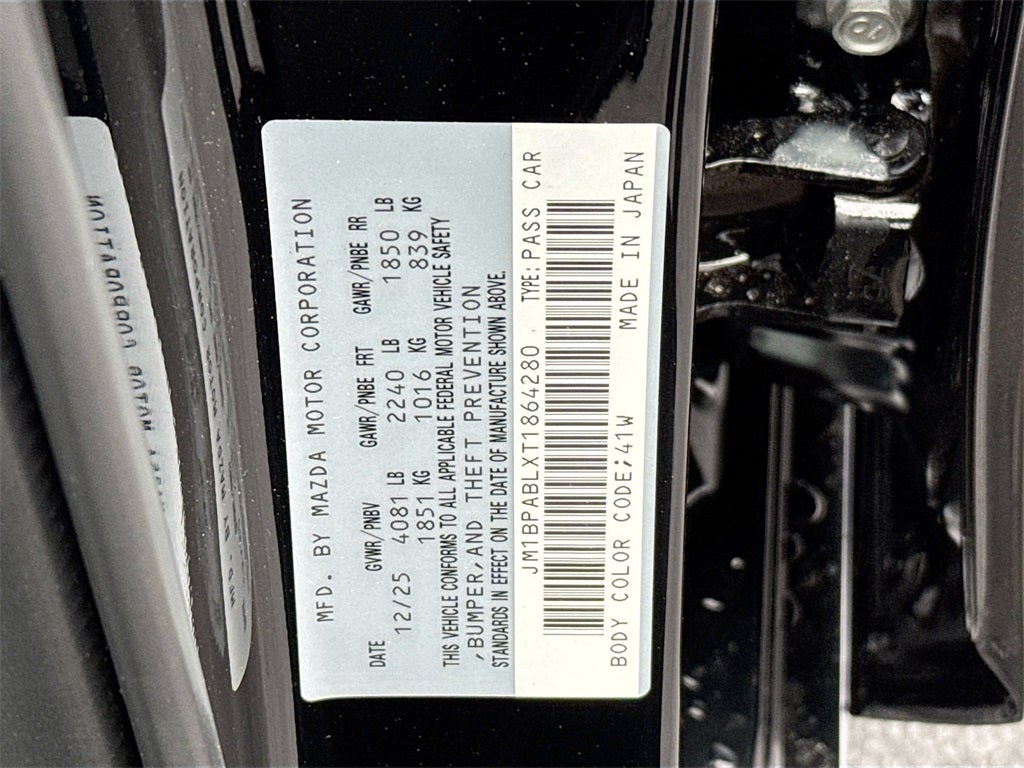 MFD. BY MAZDA MOTOR CORPORATION
DATE GVWR/PNBV GAWR/PNBE FRT GAWR/PNBE RR
12/25 4081 LB 2240 LB 1850 LB
1851 KG 1016 KG 839 KG
THIS VEHICLE CONFORMS TO ALL APPLICABLE FEDERAL MOTOR VEHICLE SAFETY
,BUMPER,AND THEFT PREVENTION
STANDARDS IN EFFECT ON THE DATE OF MANUFACTURE SHOWN ABOVE.
JM1BPABLXT1864280 TYPE:PASS CAR
BODY COLOR CODE;41W MADE IN JAPAN